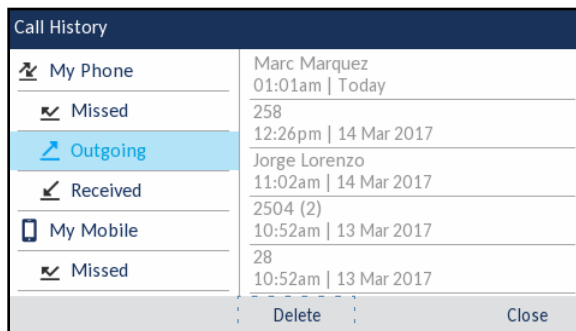 Call History
My Phone
Missed
Outgoing
Received
My Mobile
Missed
Marc Marquez
01:01am | Today
258
12:26pm | 14 Mar 2017
Jorge Lorenzo
11:02am | 14 Mar 2017
2504 (2)
10:52am | 13 Mar 2017
28
10:52am | 13 Mar 2017
Delete
Close